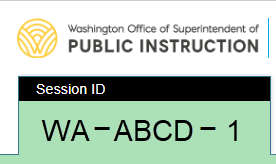 Washington Office of Superintendent of
PUBLIC INSTRUCTION
Session ID
WA – ABCD – 1